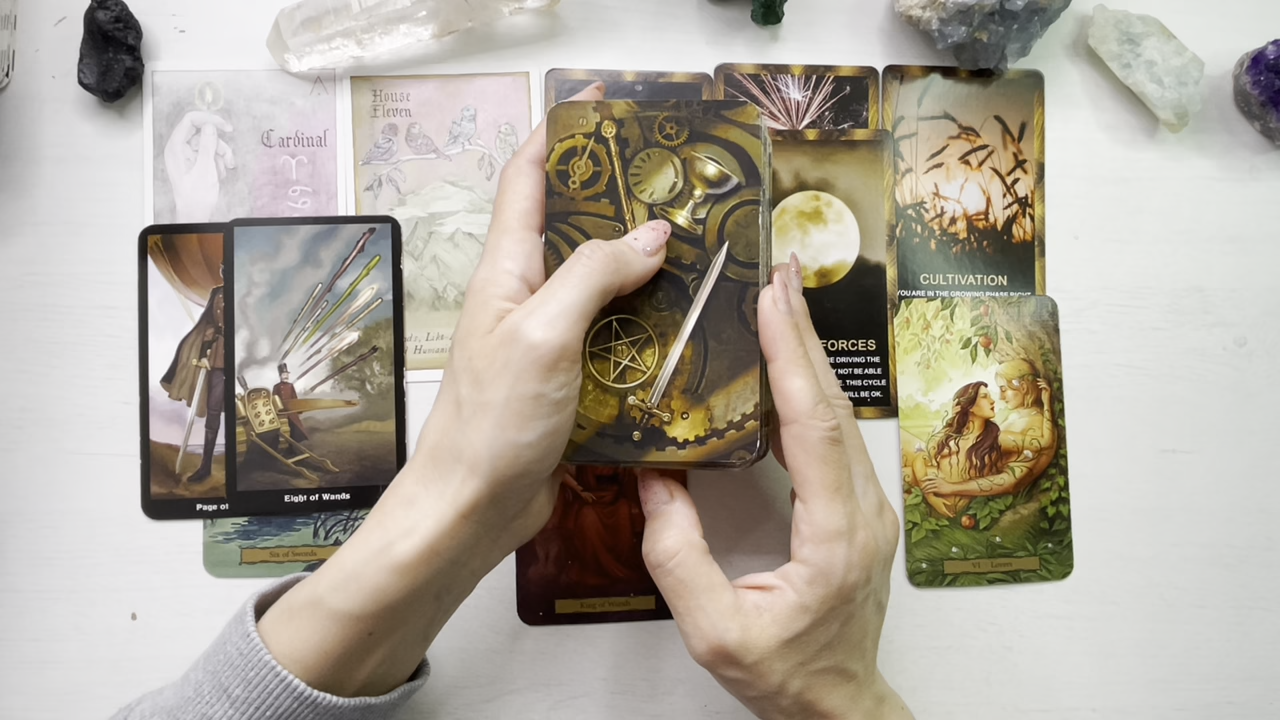 Cardinal
House
Eleven
CULTIVATION
YOU ARE IN THE GROWING PHASE RIGHT
FORCES
RE DRIVING THE
Y NOT BE ABLE
E. THIS CYCLE
WILL BE OK.
Page of
Eight of Wands
Six of Swords
King of Wands
VI Lovers